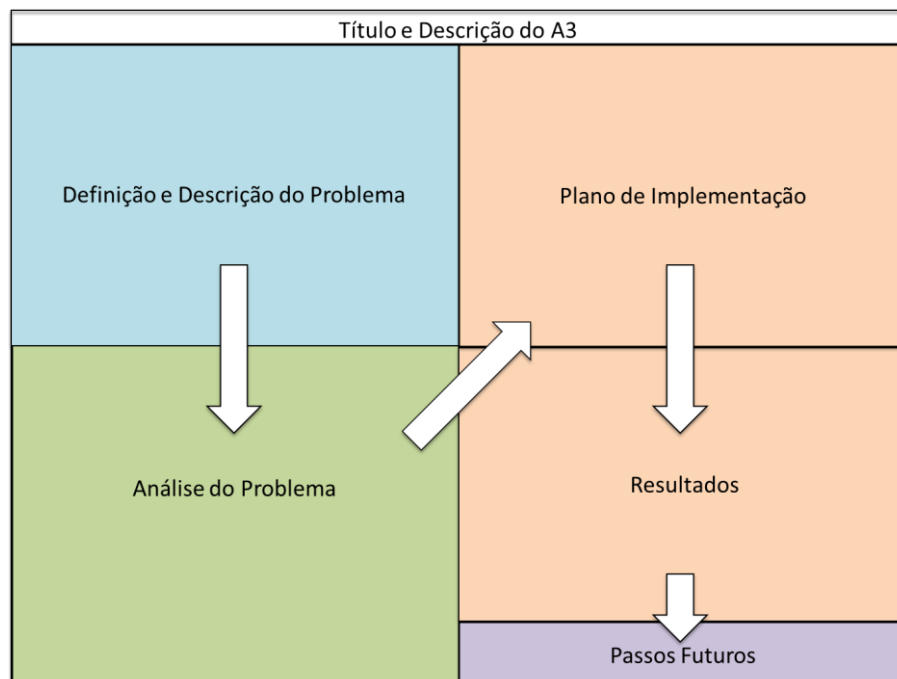 Título e Descrição do A3
Definição e Descrição do Problema
Análise do Problema
Plano de Implementação
Resultados
Passos Futuros